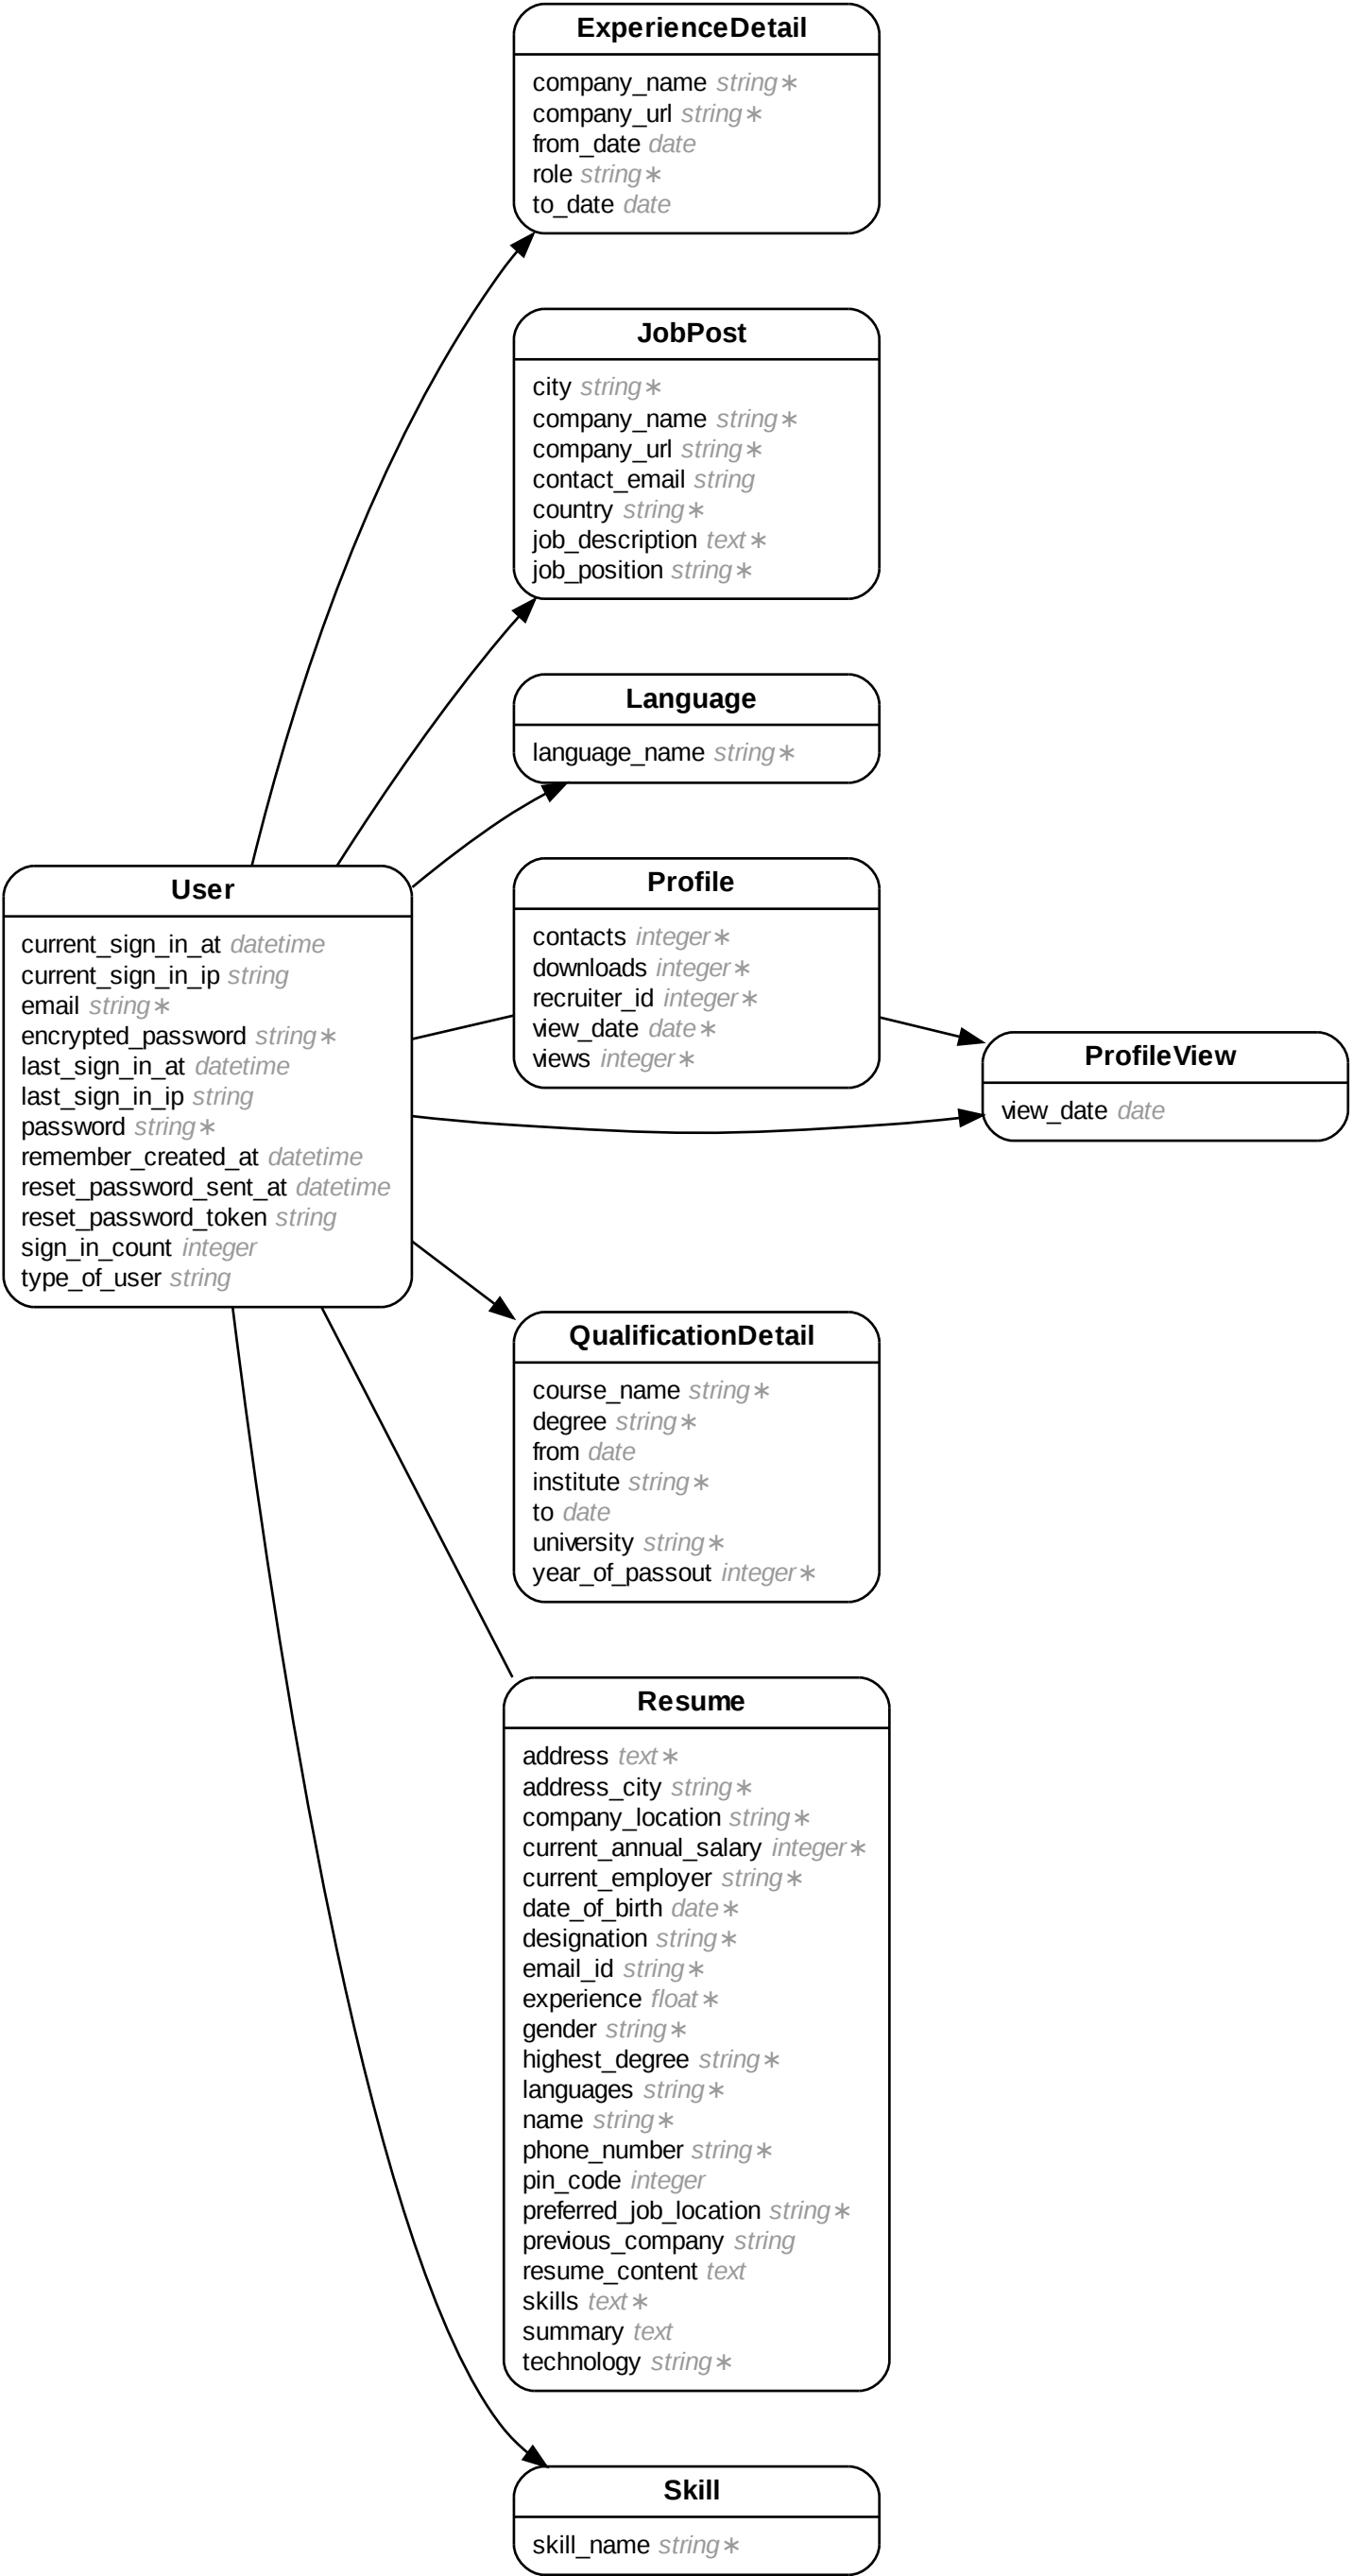 ExperienceDetail
company_name string∗
company_url string∗
from_date date
role string∗
to_date date
JobPost
city string∗
company_name string∗
company_url string∗
contact_email string
country string∗
job_description text∗
job_position string∗
Language
language_name string∗
User
current_sign_in_at datetime
current_sign_in_ip string
email string∗
encrypted_password string∗
last_sign_in_at datetime
last_sign_in_ip string
password string∗
remember_created_at datetime
reset_password_sent_at datetime
reset_password_token string
sign_in_count integer
type_of_user string
Profile
contacts integer∗
downloads integer∗
recruiter_id integer∗
view_date date∗
views integer∗
ProfileView
view_date date
QualificationDetail
course_name string∗
degree string∗
from date
institute string∗
to date
university string∗
year_of_passout integer∗
Resume
address text∗
address_city string∗
company_location string∗
current_annual_salary integer∗
current_employer string∗
date_of_birth date∗
designation string∗
email_id string∗
experience float∗
gender string∗
highest_degree string∗
languages string∗
name string∗
phone_number string∗
pin_code integer
preferred_job_location string∗
previous_company string
resume_content text
skills text∗
summary text
technology string∗
Skill
skill_name string∗